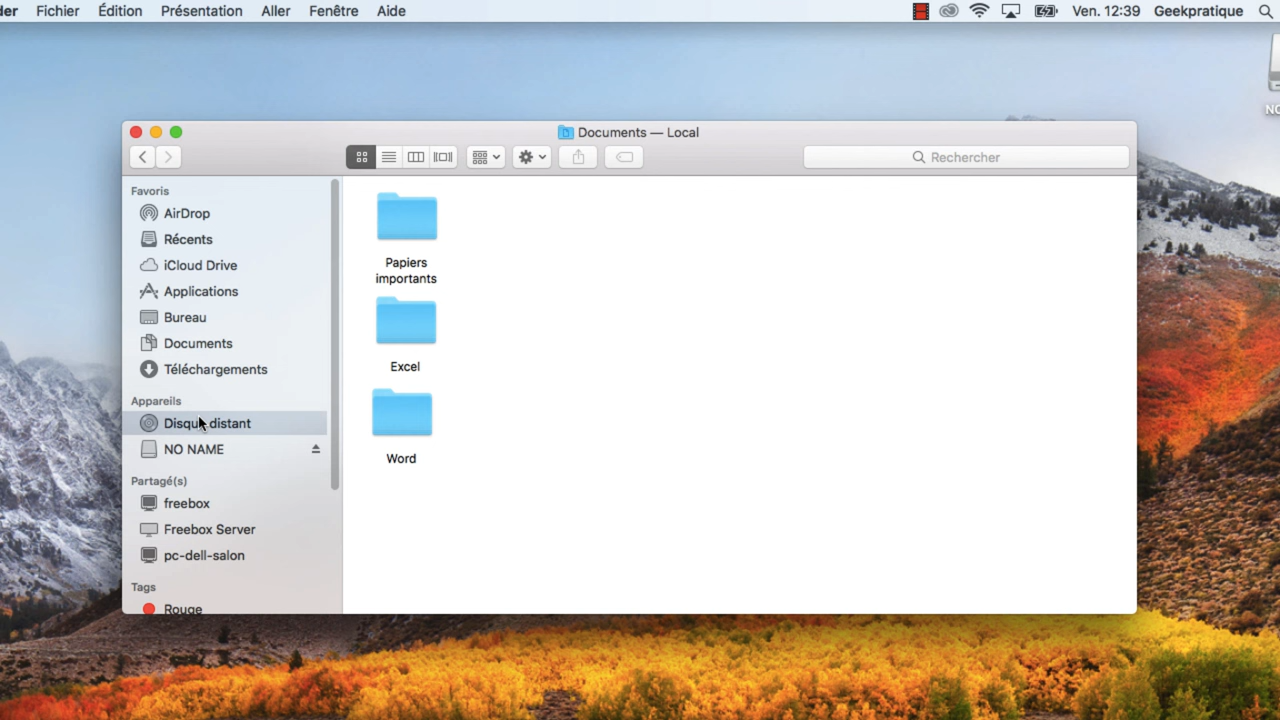 der Fichier Édition Présentation Aller Fenêtre Aide Ven. 12:39 Geekpratique
NO
Documents — Local
Rechercher
Favoris
AirDrop
Récents
iCloud Drive
Applications
Bureau
Documents
Téléchargements
Appareils
Disque distant
NO NAME
Partagé(s)
freebox
Freebox Server
pc-dell-salon
Tags
Rouge
Papiers
importants
Excel
Word